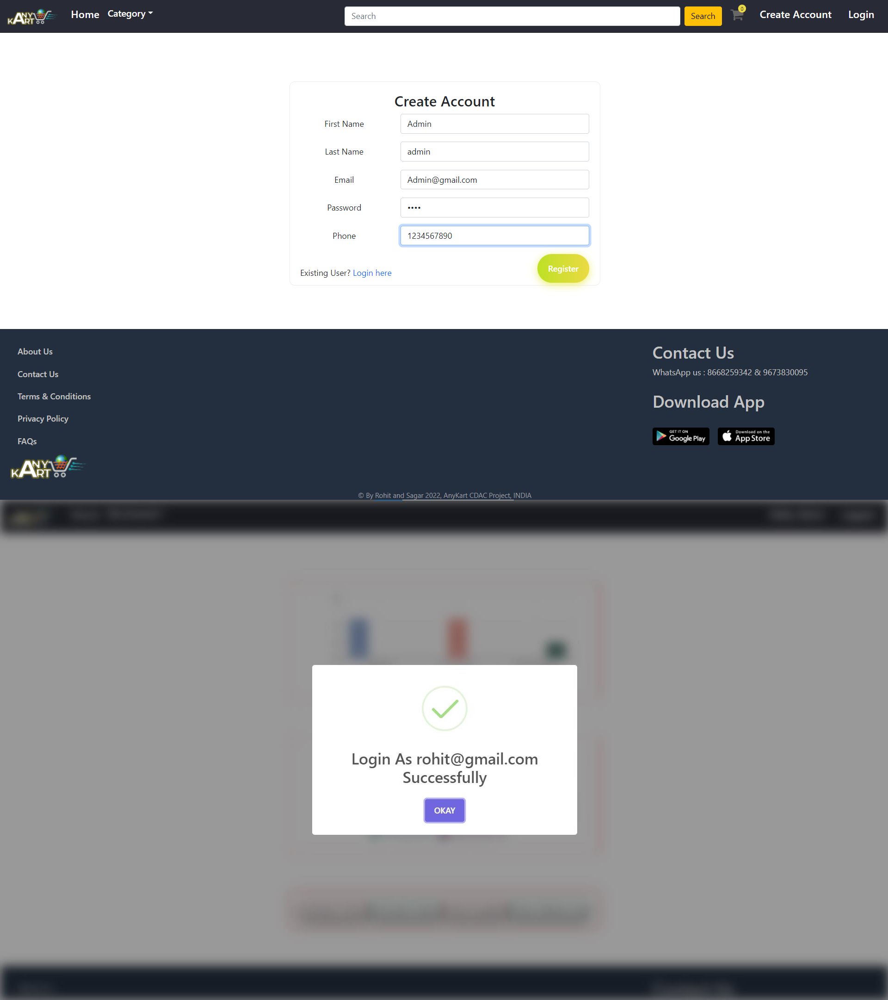 ANY KART
Home Category
Search Search 0 Create Account Login
Create Account
First Name Admin
Last Name admin
Email Admin@gmail.com
Password ••••
Phone 1234567890
Existing User? Login here Register
About Us
Contact Us
Terms & Conditions
Privacy Policy
FAQs
ANY KART
Contact Us
WhatsApp us : 8668259342 & 9673830095
Download App
GET IT ON
Google Play
Download on the
App Store
© By Rohit and Sagar 2022, AnyKart CDAC Project, INDIA
Login As rohit@gmail.com
Successfully
OKAY